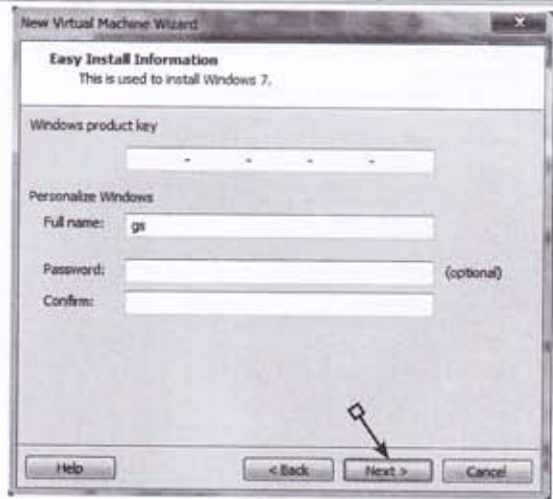 New Virtual Machine Wizard
Easy Install Information
This is used to install Windows 7.
Windows product key
- - - -
Personalize Windows
Full name: gs
Password: (optional)
Confirm:
Help < Back Next > Cancel